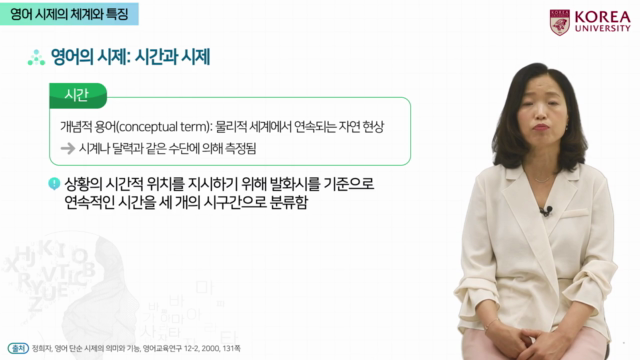 영어 시제의 체계와 특징
KOREA
UNIVERSITY
영어의 시제: 시간과 시제
시간
개념적 용어(conceptual term): 물리적 세계에서 연속되는 자연 현상
시계나 달력과 같은 수단에 의해 측정됨
상황의 시간적 위치를 지시하기 위해 발화시를 기준으로
연속적인 시간을 세 개의 시구간으로 분류함
출처 정희자, 영어 단순 시제의 의미와 기능, 영어교육연구 12-2, 2000, 131쪽